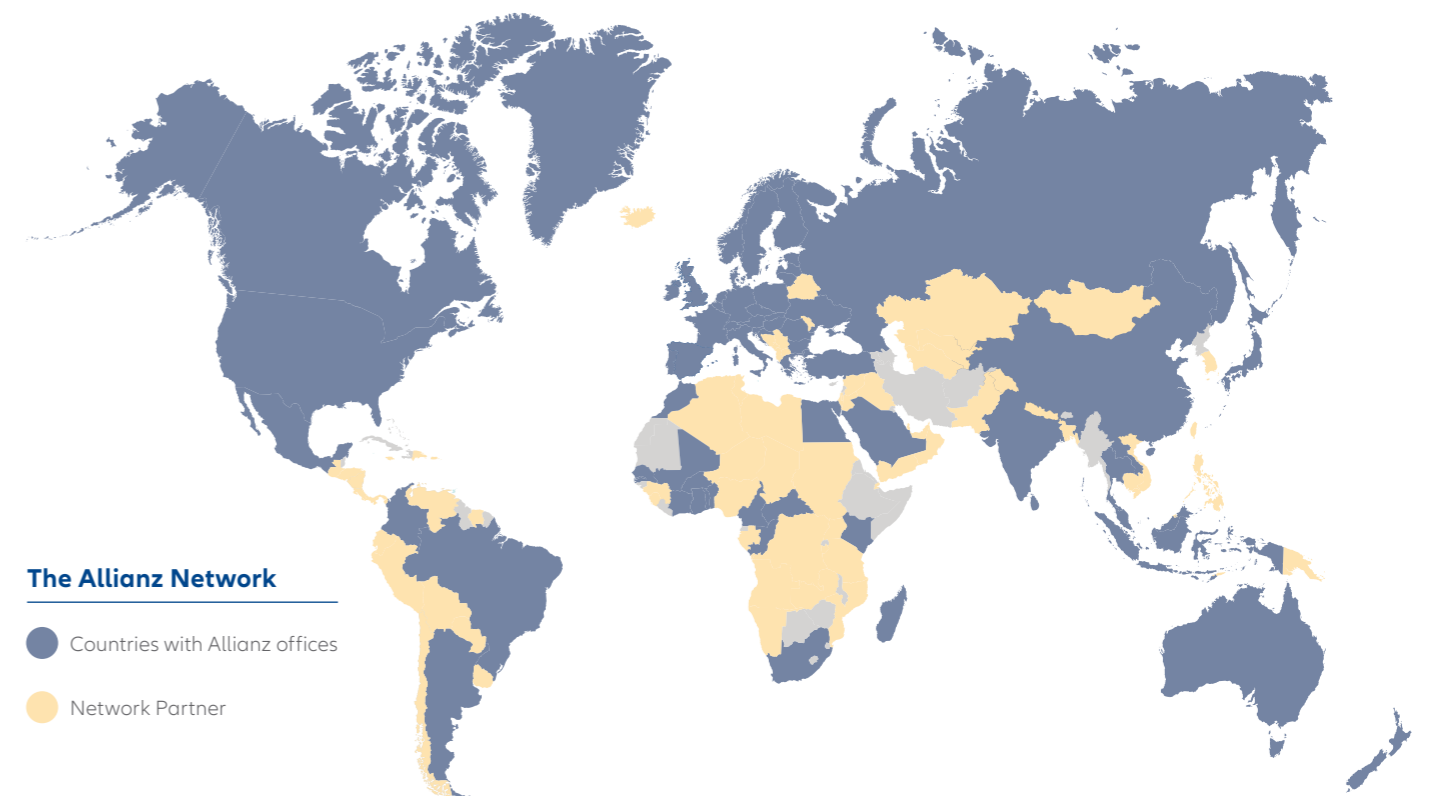 The Allianz Network
Countries with Allianz offices
Network Partner